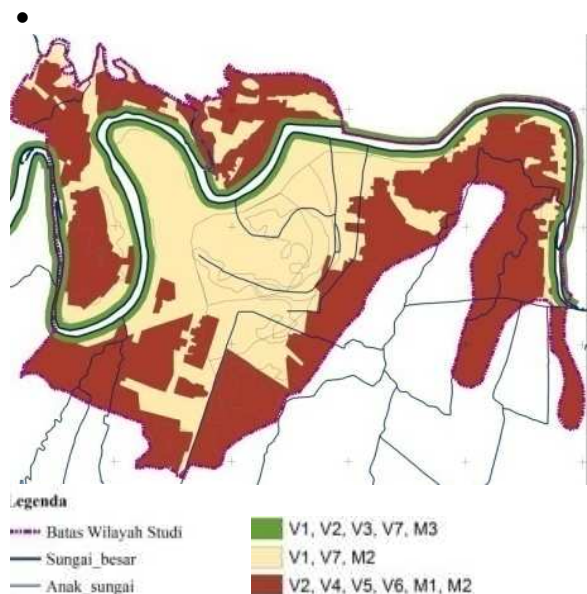 Legenda
Batas Wilayah Studi
Sungai_besar
Anak_sungai
V1, V2, V3, V7, M3
V1, V7, M2
V2, V4, V5, V6, M1, M2